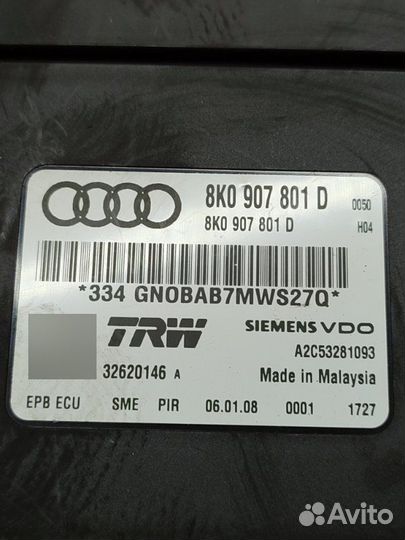 8K0 907 801 D 0050
8K0 907 801 D H04
*334 GN0BAB7MWS27Q*
TRW SIEMENS VDO
A2C53281093
32620146 A Made in Malaysia
EPB ECU SME PIR 06.01.08 0001 1727
Avito